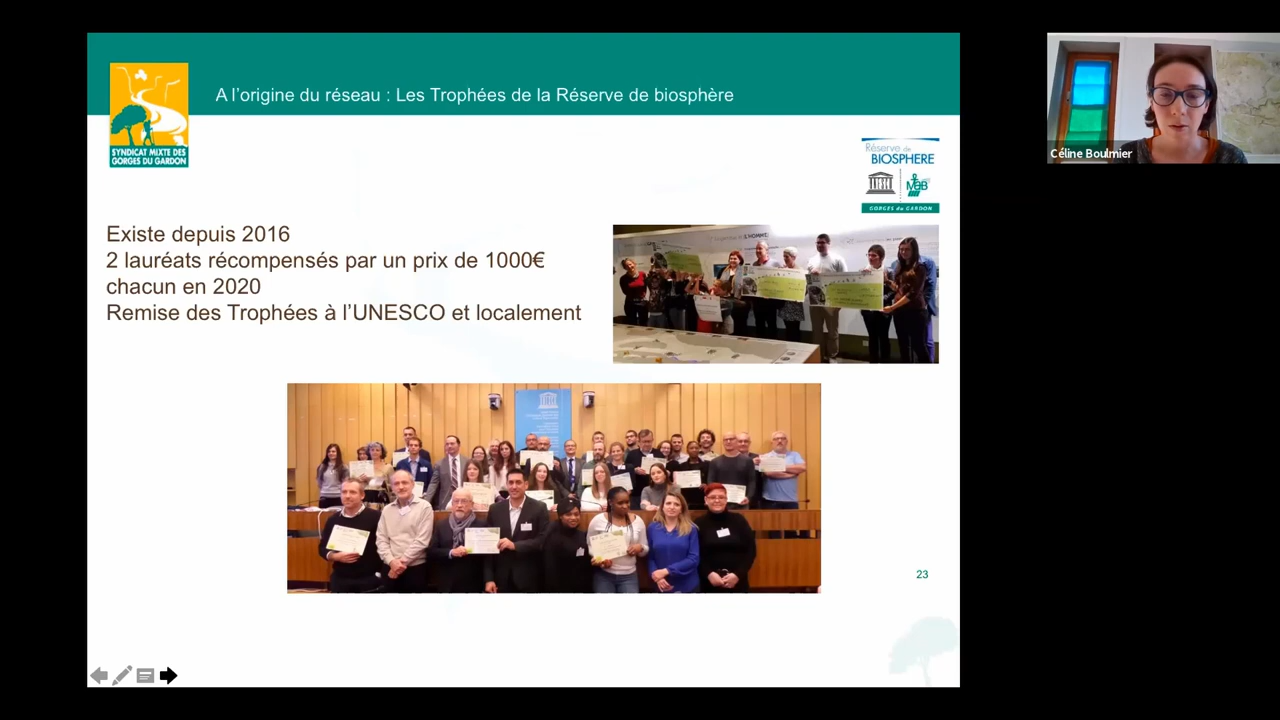 A l'origine du réseau : Les Trophées de la Réserve de biosphère
SYNDICAT MIXTE DES
GORGES DU GARDON
Réserve de
BIOSPHERE
MAB
GORGES du GARDON
Existe depuis 2016
2 lauréats récompensés par un prix de 1000€
chacun en 2020
Remise des Trophées à l'UNESCO et localement
23
Céline Boulmier